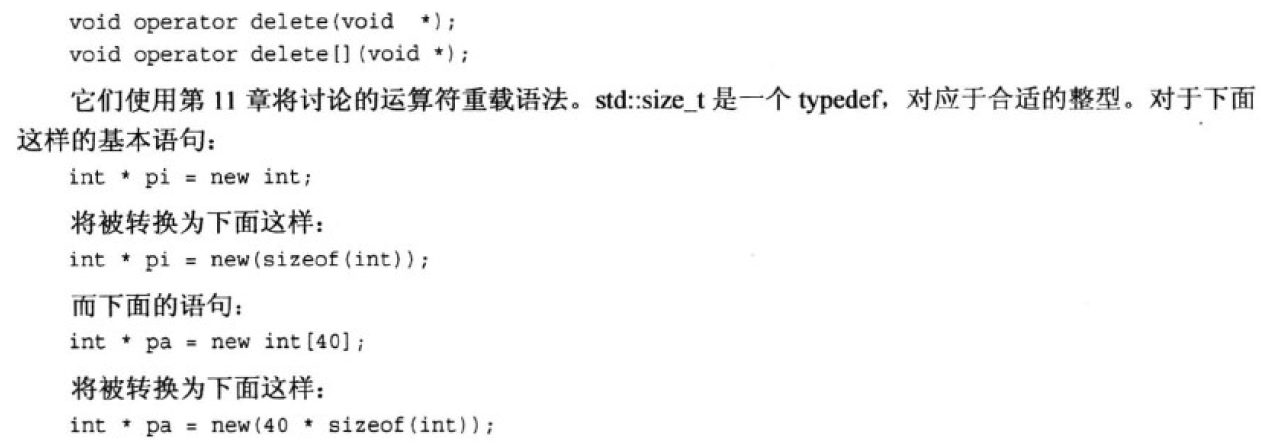 void operator delete(void *);
void operator delete[](void *);
它们使用第 11 章将讨论的运算符重载语法。std::size_t 是一个 typedef，对应于合适的整型。对于下面
这样的基本语句：
int * pi = new int;
将被转换为下面这样：
int * pi = new(sizeof(int));
而下面的语句：
int * pa = new int[40];
将被转换为下面这样：
int * pa = new(40 * sizeof(int));